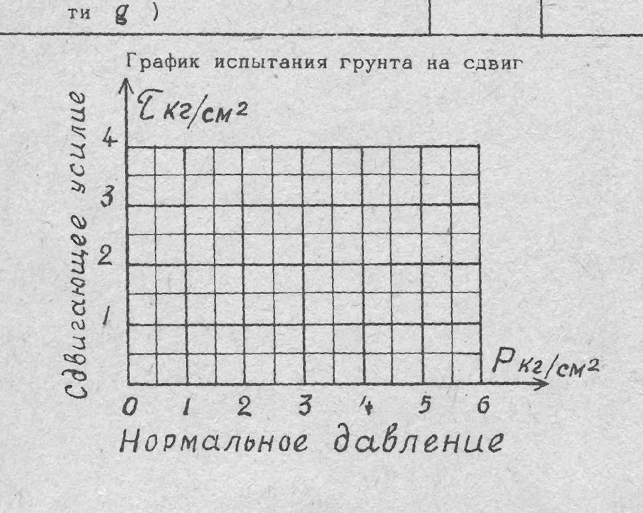 ти g )
График испытания грунта на сдвиг
τ кг/см²
Сдвигающее усилие
4
3
2
1
P кг/см²
0 1 2 3 4 5 6
Нормальное давление